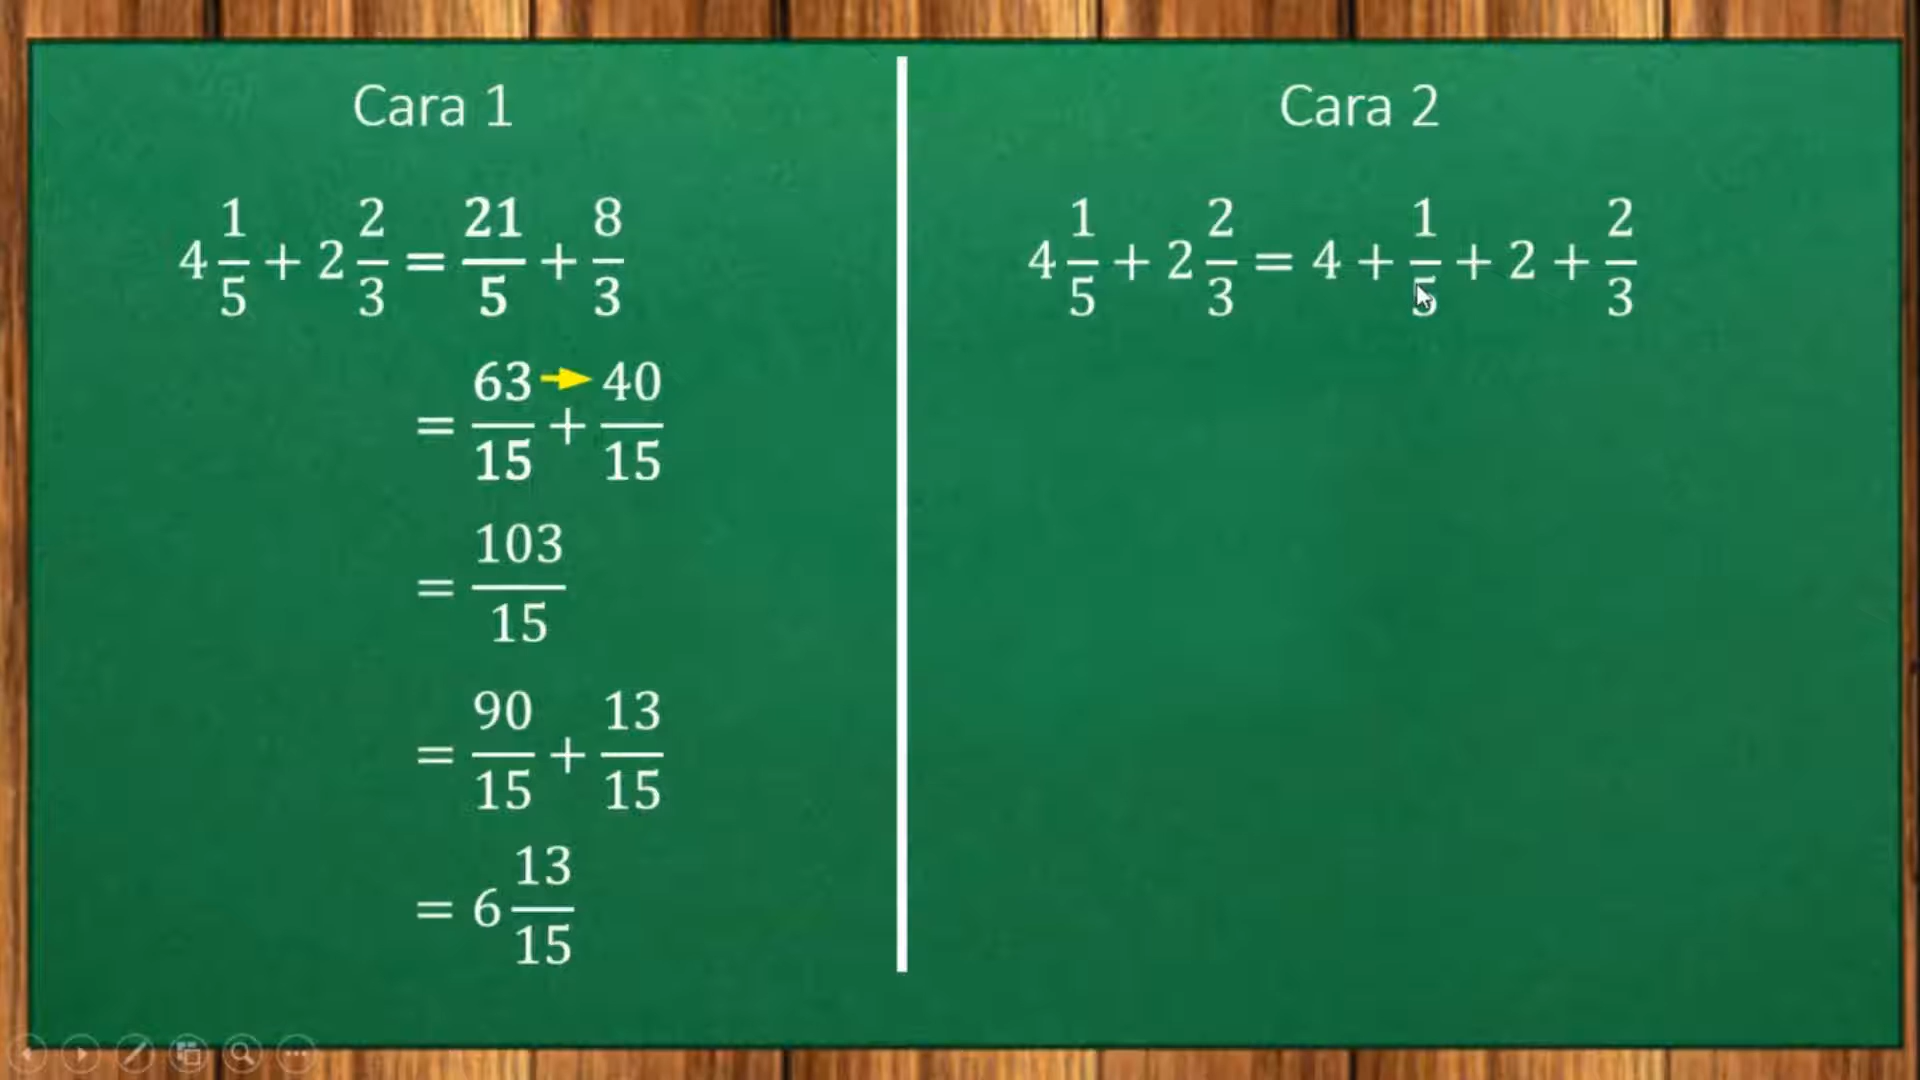 Cara 1
4 1/5 + 2 2/3 = 21/5 + 8/3
= 63/15 + 40/15
= 103/15
= 90/15 + 13/15
= 6 13/15
Cara 2
4 1/5 + 2 2/3 = 4 + 1/5 + 2 + 2/3